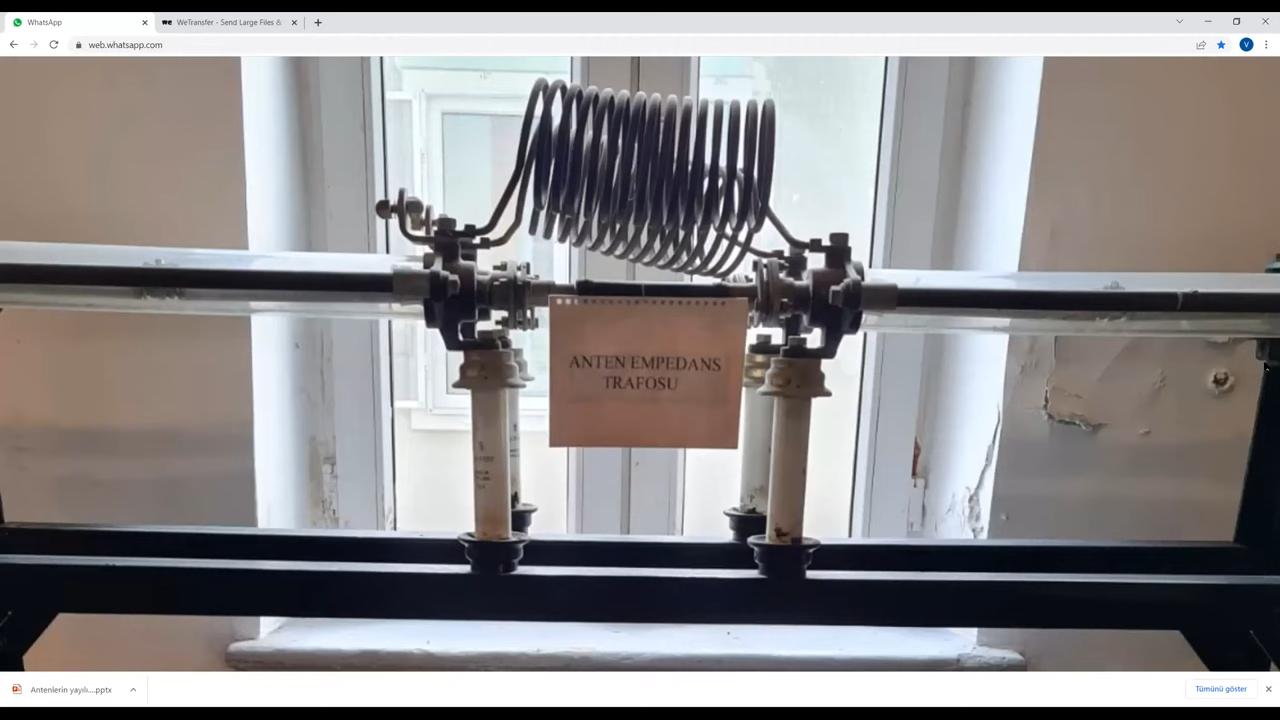 WhatsApp
WeTransfer - Send Large Files &
web.whatsapp.com
V
ANTEN EMPEDANS
TRAFOSU
Antenlerin yayılı....pptx
Tümünü göster